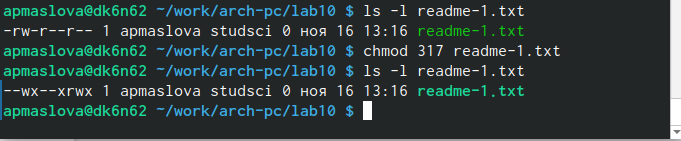 apmaslova@dk6n62 ~/work/arch-pc/lab10 $ ls -l readme-1.txt
-rw-r--r-- 1 apmaslova studsci 0 ноя 16 13:16 readme-1.txt
apmaslova@dk6n62 ~/work/arch-pc/lab10 $ chmod 317 readme-1.txt
apmaslova@dk6n62 ~/work/arch-pc/lab10 $ ls -l readme-1.txt
--wx--xrwx 1 apmaslova studsci 0 ноя 16 13:16 readme-1.txt
apmaslova@dk6n62 ~/work/arch-pc/lab10 $